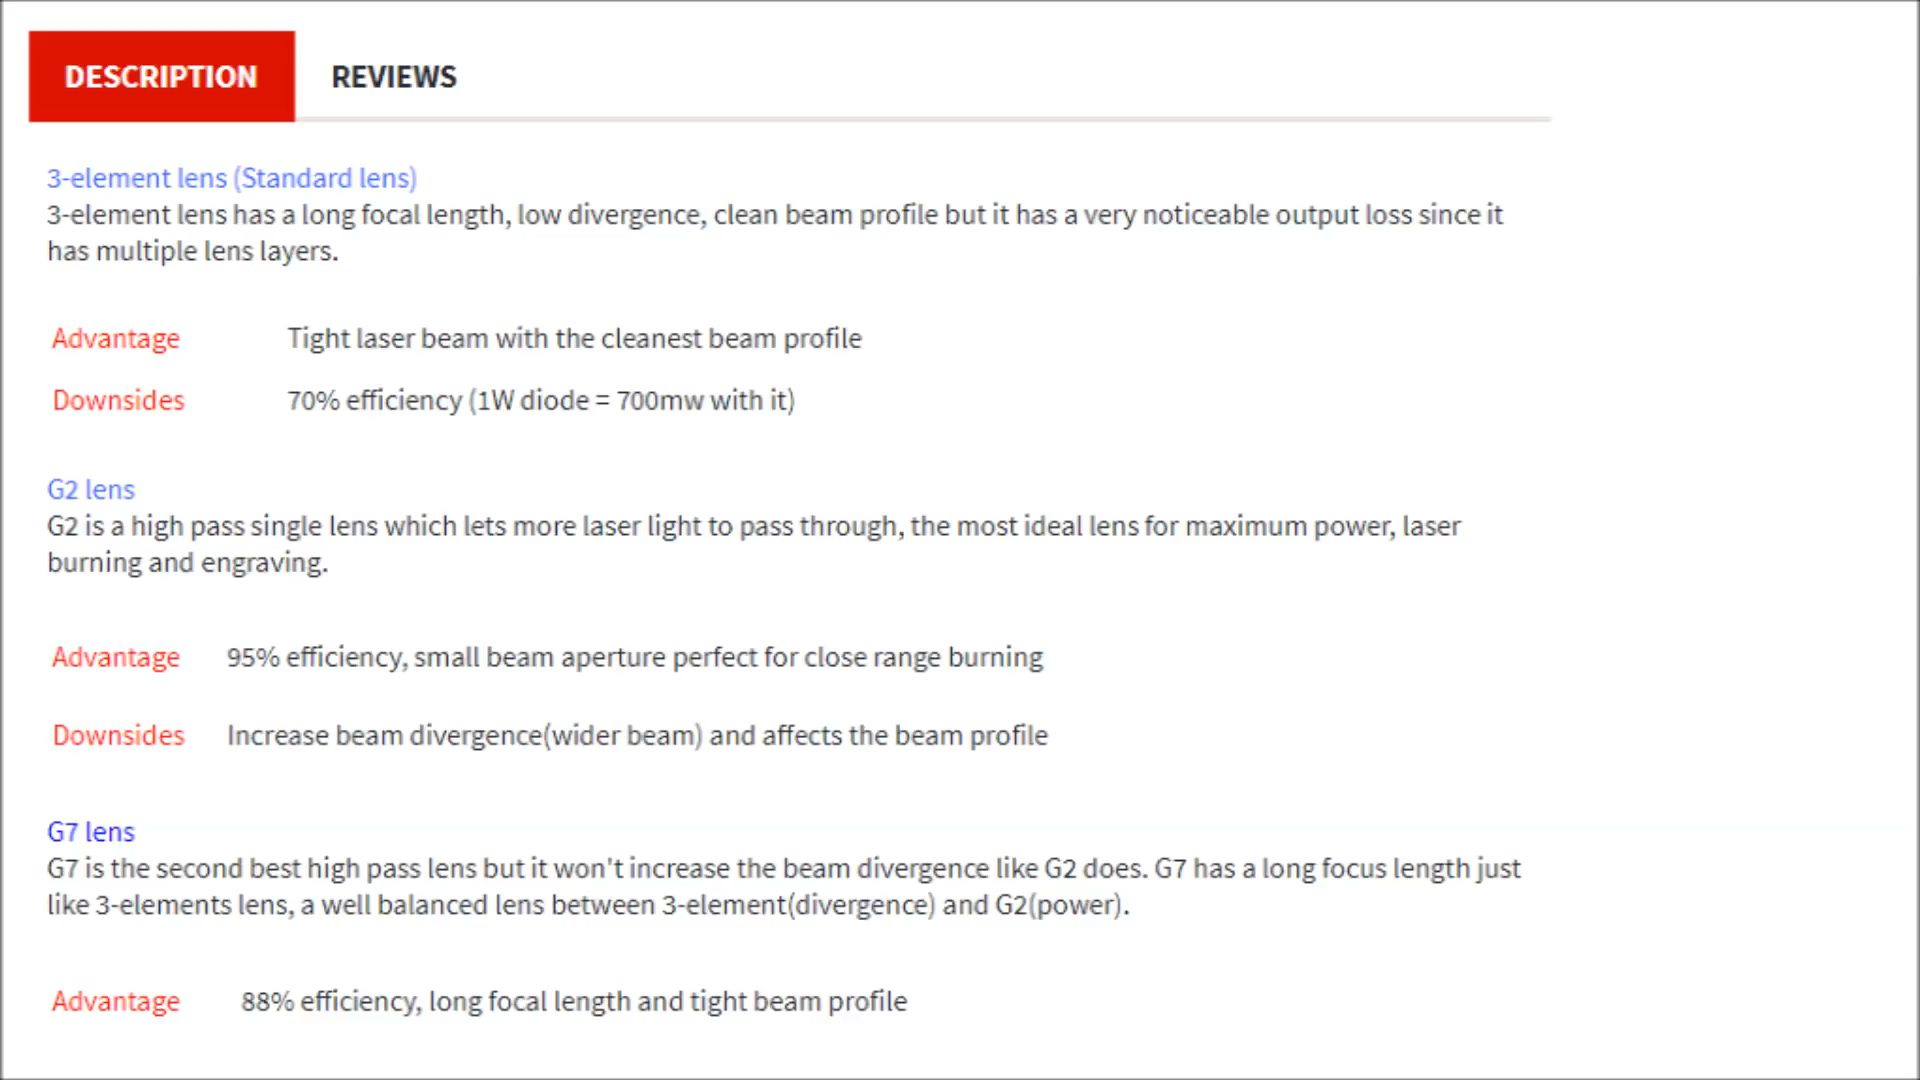 DESCRIPTION REVIEWS
3-element lens (Standard lens)
3-element lens has a long focal length, low divergence, clean beam profile but it has a very noticeable output loss since it
has multiple lens layers.
Advantage Tight laser beam with the cleanest beam profile
Downsides 70% efficiency (1W diode = 700mw with it)
G2 lens
G2 is a high pass single lens which lets more laser light to pass through, the most ideal lens for maximum power, laser
burning and engraving.
Advantage 95% efficiency, small beam aperture perfect for close range burning
Downsides Increase beam divergence(wider beam) and affects the beam profile
G7 lens
G7 is the second best high pass lens but it won't increase the beam divergence like G2 does. G7 has a long focus length just
like 3-elements lens, a well balanced lens between 3-element(divergence) and G2(power).
Advantage 88% efficiency, long focal length and tight beam profile